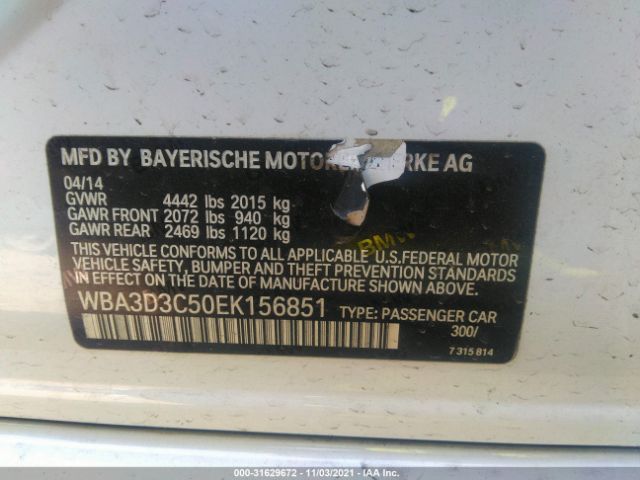 MFD BY BAYERISCHE MOTOREN RKE AG
04/14
GVWR 4442 lbs 2015 kg
GAWR FRONT 2072 lbs 940 kg
GAWR REAR 2469 lbs 1120 kg
THIS VEHICLE CONFORMS TO ALL APPLICABLE U.S.FEDERAL MOTOR
VEHICLE SAFETY, BUMPER AND THEFT PREVENTION STANDARDS
IN EFFECT ON THE DATE OF MANUFACTURE SHOWN ABOVE.
WBA3D3C50EK156851 TYPE: PASSENGER CAR
300/
7 315 814
BMW
000-31629672 - 11/03/2021 - IAA Inc.